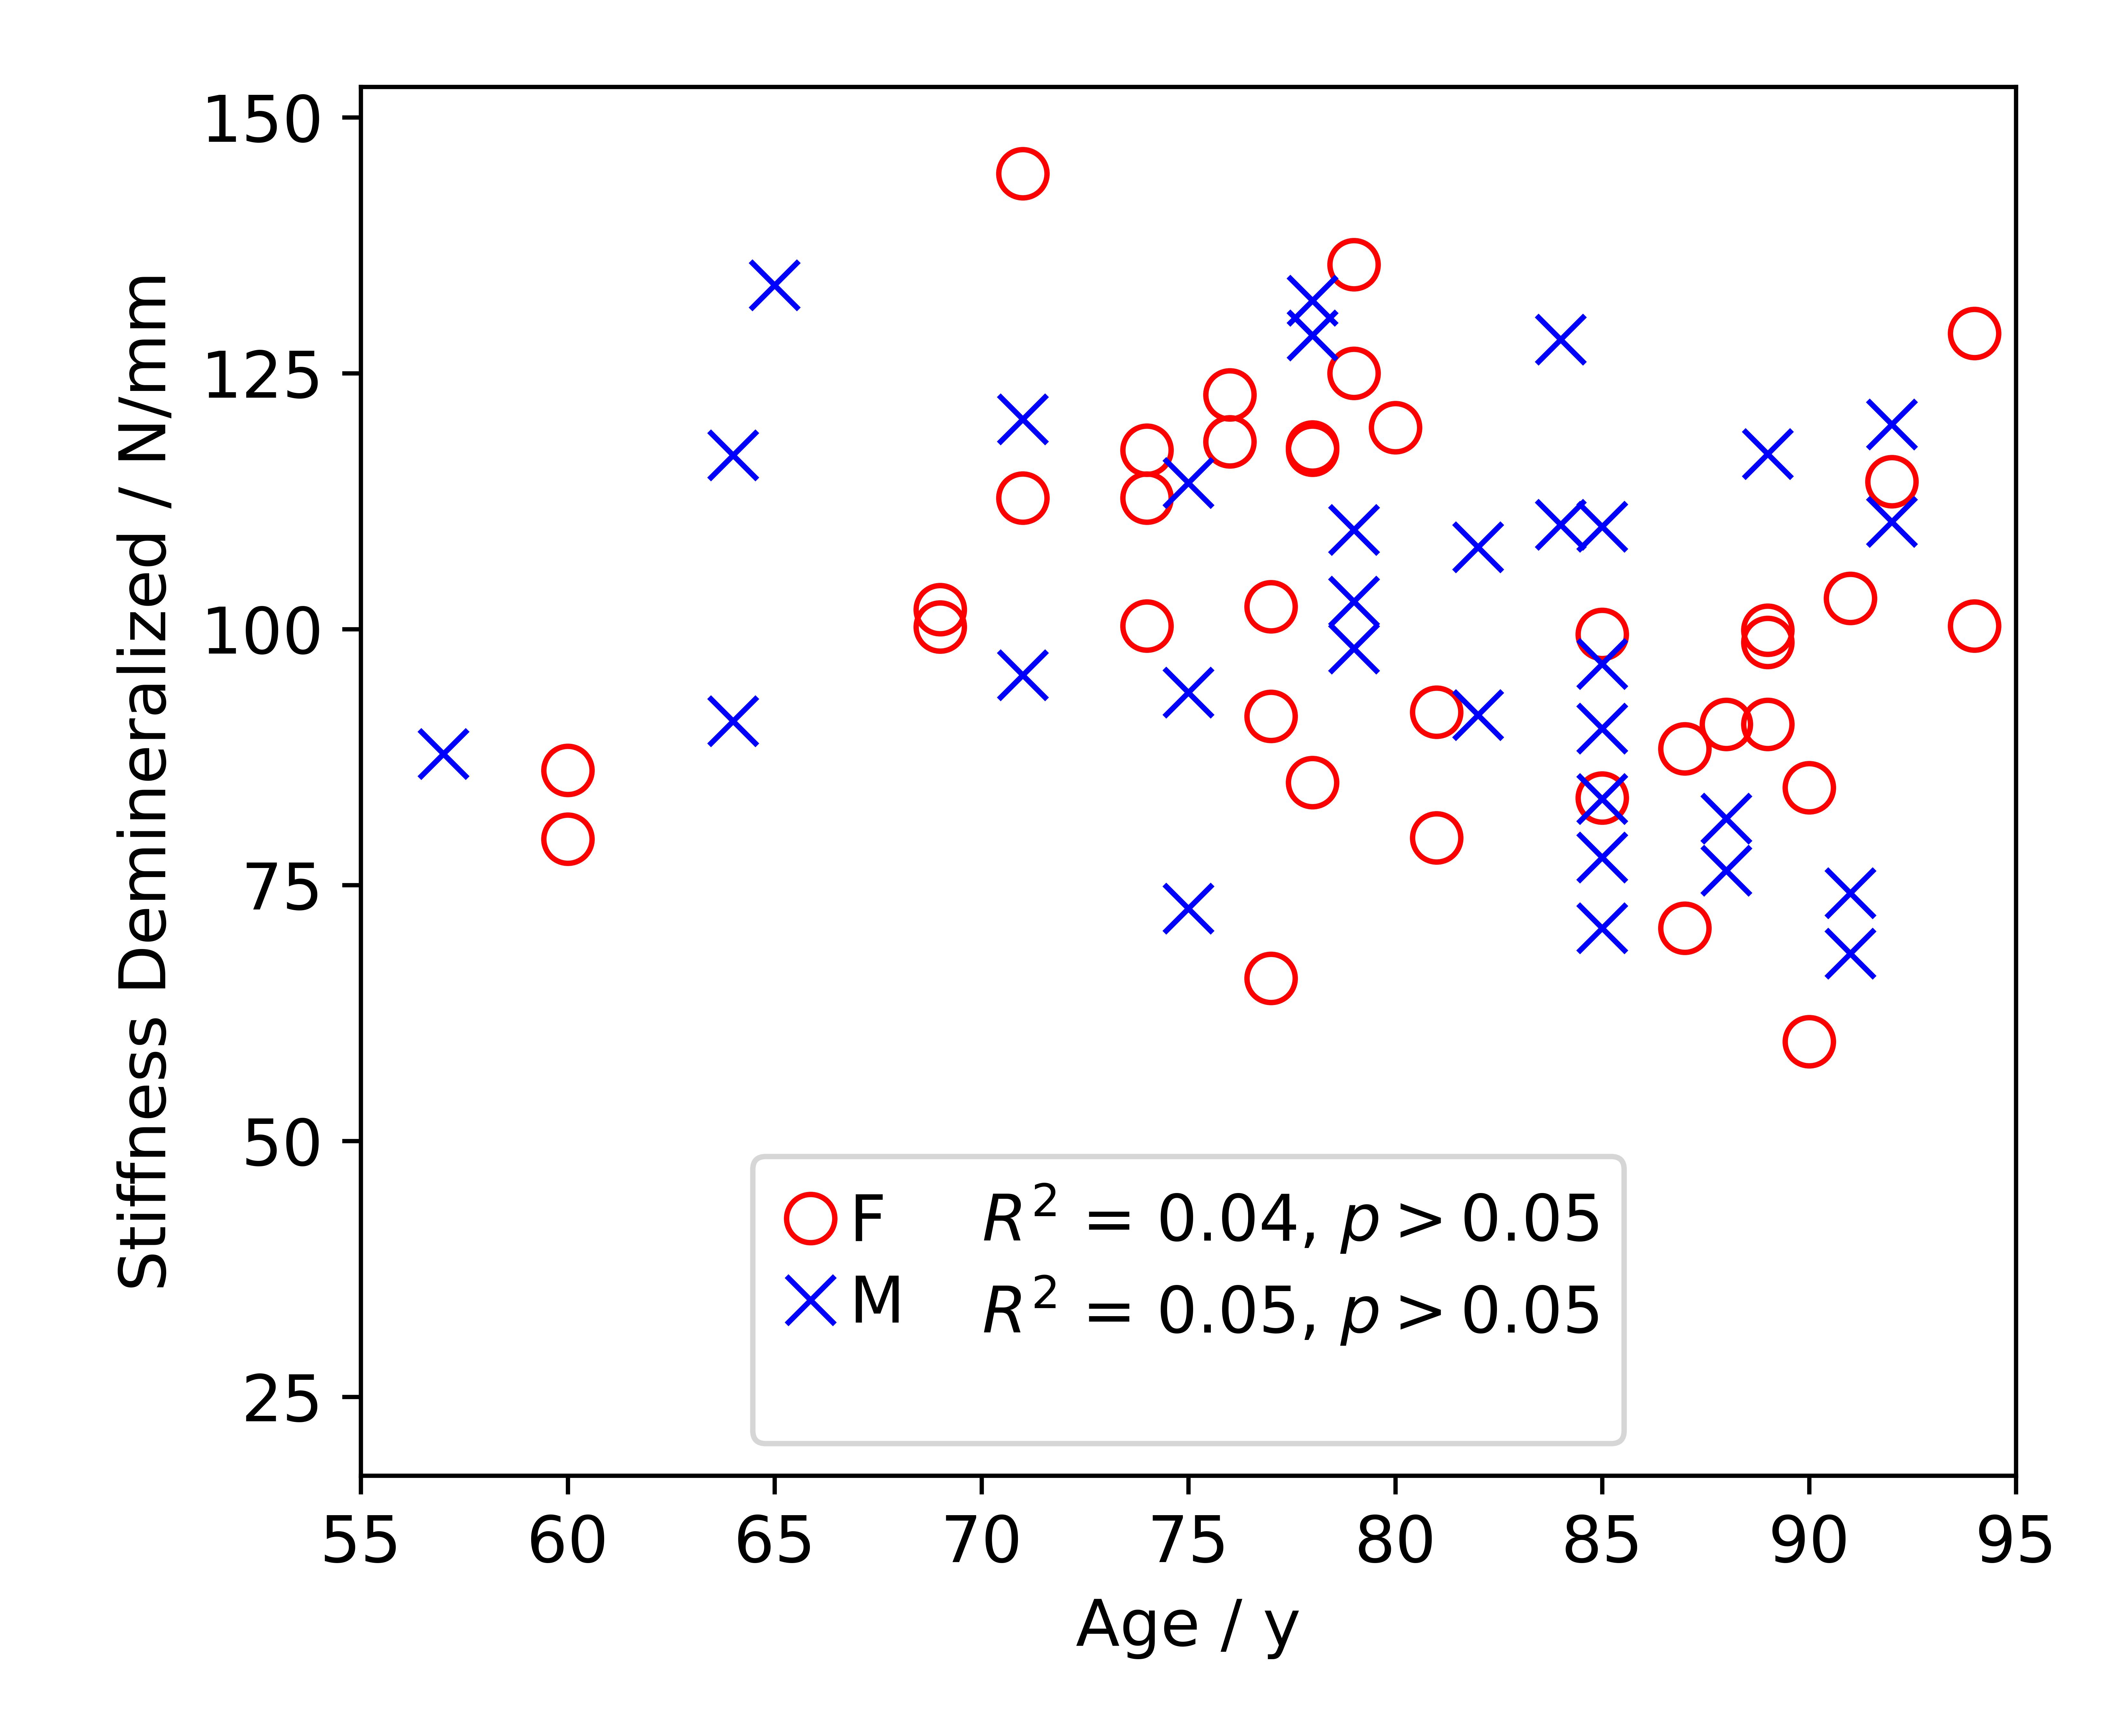 Stiffness Demineralized / N/mm
150
125
100
75
50
25
F R² = 0.04, p > 0.05
M R² = 0.05, p > 0.05
55 60 65 70 75 80 85 90 95
Age / y